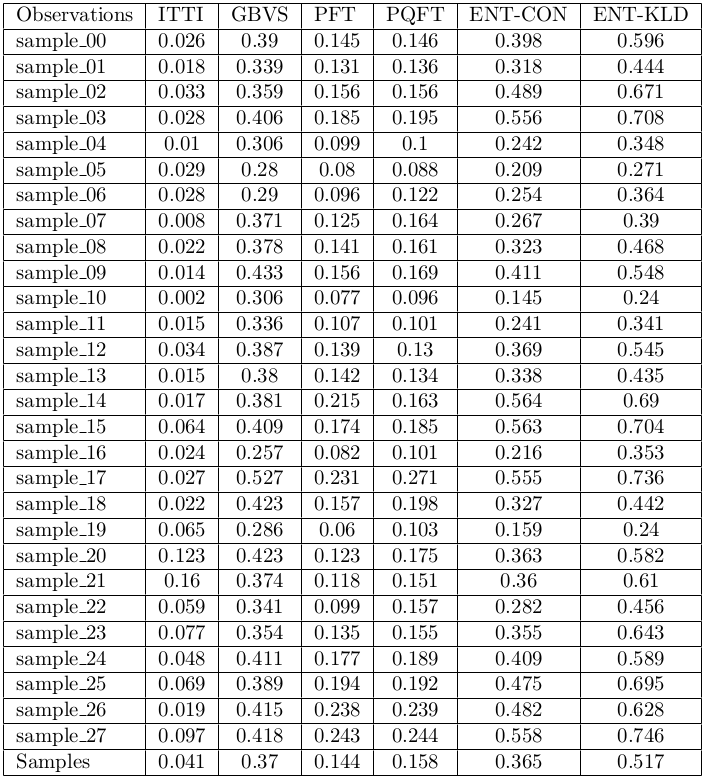 Observations ITTI GBVS PFT PQFT ENT-CON ENT-KLD
sample_00 0.026 0.39 0.145 0.146 0.398 0.596
sample_01 0.018 0.339 0.131 0.136 0.318 0.444
sample_02 0.033 0.359 0.156 0.156 0.489 0.671
sample_03 0.028 0.406 0.185 0.195 0.556 0.708
sample_04 0.01 0.306 0.099 0.1 0.242 0.348
sample_05 0.029 0.28 0.08 0.088 0.209 0.271
sample_06 0.028 0.29 0.096 0.122 0.254 0.364
sample_07 0.008 0.371 0.125 0.164 0.267 0.39
sample_08 0.022 0.378 0.141 0.161 0.323 0.468
sample_09 0.014 0.433 0.156 0.169 0.411 0.548
sample_10 0.002 0.306 0.077 0.096 0.145 0.24
sample_11 0.015 0.336 0.107 0.101 0.241 0.341
sample_12 0.034 0.387 0.139 0.13 0.369 0.545
sample_13 0.015 0.38 0.142 0.134 0.338 0.435
sample_14 0.017 0.381 0.215 0.163 0.564 0.69
sample_15 0.064 0.409 0.174 0.185 0.563 0.704
sample_16 0.024 0.257 0.082 0.101 0.216 0.353
sample_17 0.027 0.527 0.231 0.271 0.555 0.736
sample_18 0.022 0.423 0.157 0.198 0.327 0.442
sample_19 0.065 0.286 0.06 0.103 0.159 0.24
sample_20 0.123 0.423 0.123 0.175 0.363 0.582
sample_21 0.16 0.374 0.118 0.151 0.36 0.61
sample_22 0.059 0.341 0.099 0.157 0.282 0.456
sample_23 0.077 0.354 0.135 0.155 0.355 0.643
sample_24 0.048 0.411 0.177 0.189 0.409 0.589
sample_25 0.069 0.389 0.194 0.192 0.475 0.695
sample_26 0.019 0.415 0.238 0.239 0.482 0.628
sample_27 0.097 0.418 0.243 0.244 0.558 0.746
Samples 0.041 0.37 0.144 0.158 0.365 0.517